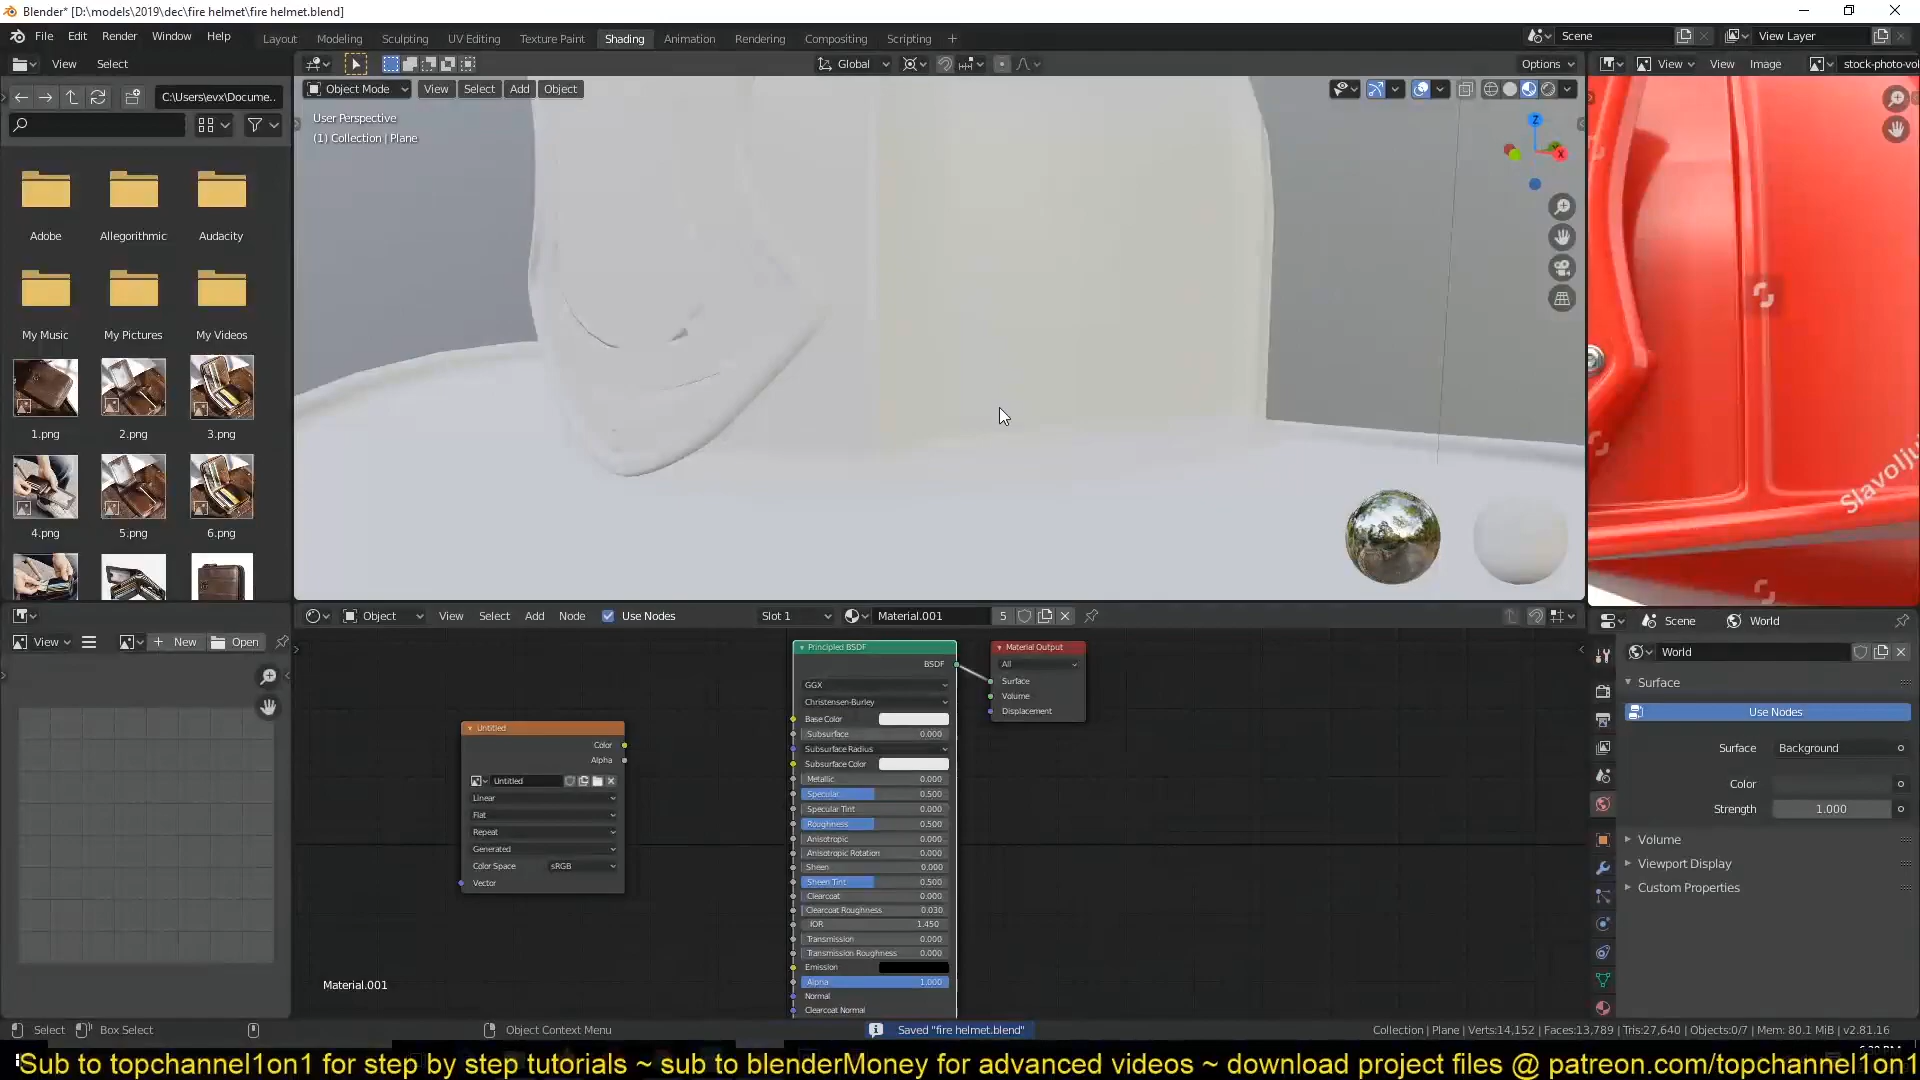 Blender* [D:\models\2019\dec\fire helmet\fire helmet.blend]
File Edit Render Window Help
Layout Modeling Sculpting UV Editing Texture Paint Shading Animation Rendering Compositing Scripting
Scene View Layer
View Select
Global Options
View View Image stock-photo-vol
C:\Users\evx\Docume..
Object Mode View Select Add Object
User Perspective
(1) Collection | Plane
Z
X
Adobe Allegorithmic Audacity
My Music My Pictures My Videos
1.png 2.png 3.png
4.png 5.png 6.png
Slavolju
Object View Select Add Node Use Nodes Slot 1 Material.001 5
View New Open
Scene World
World
Surface
Use Nodes
Surface Background
Color
Strength 1.000
Volume
Viewport Display
Custom Properties
Untitled
Color
Alpha
Untitled
Linear
Flat
Repeat
Generated
Color Space sRGB
Vector
Principled BSDF
BSDF
GGX
Christensen-Burley
Base Color
Subsurface 0.000
Subsurface Radius
Subsurface Color
Metallic 0.000
Specular 0.500
Specular Tint 0.000
Roughness 0.500
Anisotropic 0.000
Anisotropic Rotation 0.000
Sheen 0.000
Sheen Tint 0.500
Clearcoat 0.000
Clearcoat Roughness 0.030
IOR 1.450
Transmission 0.000
Transmission Roughness 0.000
Emission
Alpha 1.000
Normal
Clearcoat Normal
Material Output
All
Surface
Volume
Displacement
Material.001
Select Box Select Object Context Menu Saved "fire helmet.blend" Collection | Plane | Verts:14,152 | Faces:13,789 | Tris:27,640 | Objects:0/7 | Mem: 80.1 MiB | v2.81.16
Sub to topchannel1on1 for step by step tutorials ~ sub to blenderMoney for advanced videos ~ download project files @ patreon.com/topchannel1on1